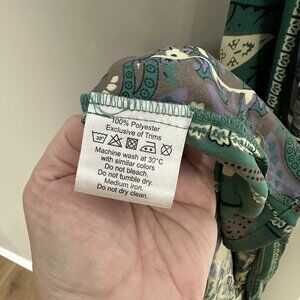 100% Polyester
Exclusive of Trims
30°
Machine wash at 30°C
with similar colors
Do not bleach.
Do not tumble dry.
Medium iron.
Do not dry clean.